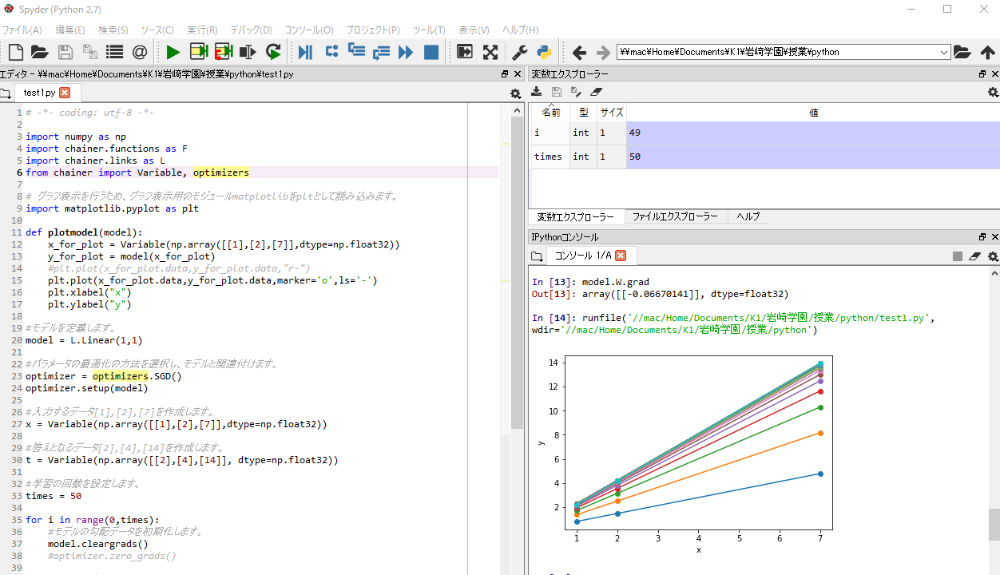 Spyder (Python 2.7)
ファイル(A) 編集(E) 検索(S) ソース(C) 実行(R) デバッグ(D) コンソール(O) プロジェクト(P) ツール(T) 表示(V) ヘルプ(H)
¥¥mac¥Home¥Documents¥K1¥岩崎学園¥授業¥python
エディタ - ¥¥mac¥Home¥Documents¥K1¥岩崎学園¥授業¥python¥test1.py
test1.py
1 # -*- coding: utf-8 -*-
2
3 import numpy as np
4 import chainer.functions as F
5 import chainer.links as L
6 from chainer import Variable, optimizers
7
8 # グラフ表示を行うため、グラフ表示用のモジュールmatplotlibをpltとして読み込みます。
9 import matplotlib.pyplot as plt
10
11 def plotmodel(model):
12     x_for_plot = Variable(np.array([[1],[2],[7]],dtype=np.float32))
13     y_for_plot = model(x_for_plot)
14     #plt.plot(x_for_plot.data,y_for_plot.data,"r-")
15     plt.plot(x_for_plot.data,y_for_plot.data,marker='o',ls='-')
16     plt.xlabel("x")
17     plt.ylabel("y")
18
19 #モデルを定義します。
20 model = L.Linear(1,1)
21
22 #パラメータの最適化の方法を選択し、モデルと関連付けます。
23 optimizer = optimizers.SGD()
24 optimizer.setup(model)
25
26 #入力するデータ[1],[2],[7]を作成します。
27 x = Variable(np.array([[1],[2],[7]],dtype=np.float32))
28
29 #答えとなるデータ[2],[4],[14]を作成します。
30 t = Variable(np.array([[2],[4],[14]], dtype=np.float32))
31
32 #学習の回数を設定します。
33 times = 50
34
35 for i in range(0,times):
36     #モデルの勾配データを初期化します。
37     model.cleargrads()
38     #optimizer.zero_grads()
39
変数エクスプローラー
名前 型 サイズ 値
i int 1 49
times int 1 50
変数エクスプローラー ファイルエクスプローラー ヘルプ
IPythonコンソール
コンソール 1/A
In [13]: model.W.grad
Out[13]: array([[-0.06670141]], dtype=float32)
In [14]: runfile('//mac/Home/Documents/K1/岩崎学園/授業/python/test1.py',
wdir='//mac/Home/Documents/K1/岩崎学園/授業/python')
14
12
10
8
y
6
4
2
1 2 3 4 5 6 7
x